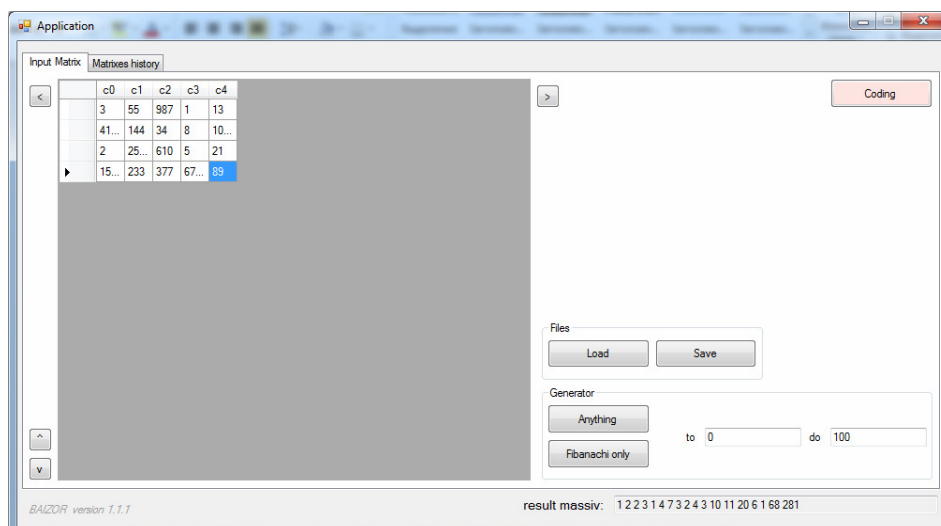 Application
Input Matrix Matrixes history
< c0 c1 c2 c3 c4 > Coding
3 55 987 1 13
41... 144 34 8 10...
2 25... 610 5 21
15... 233 377 67... 89
Files
Load Save
Generator
Anything
to 0 do 100
Fibanachi only
^
v
BAIZOR version 1.1.1
result massiv: 1 2 2 3 1 4 7 3 2 4 3 10 11 20 6 1 68 281